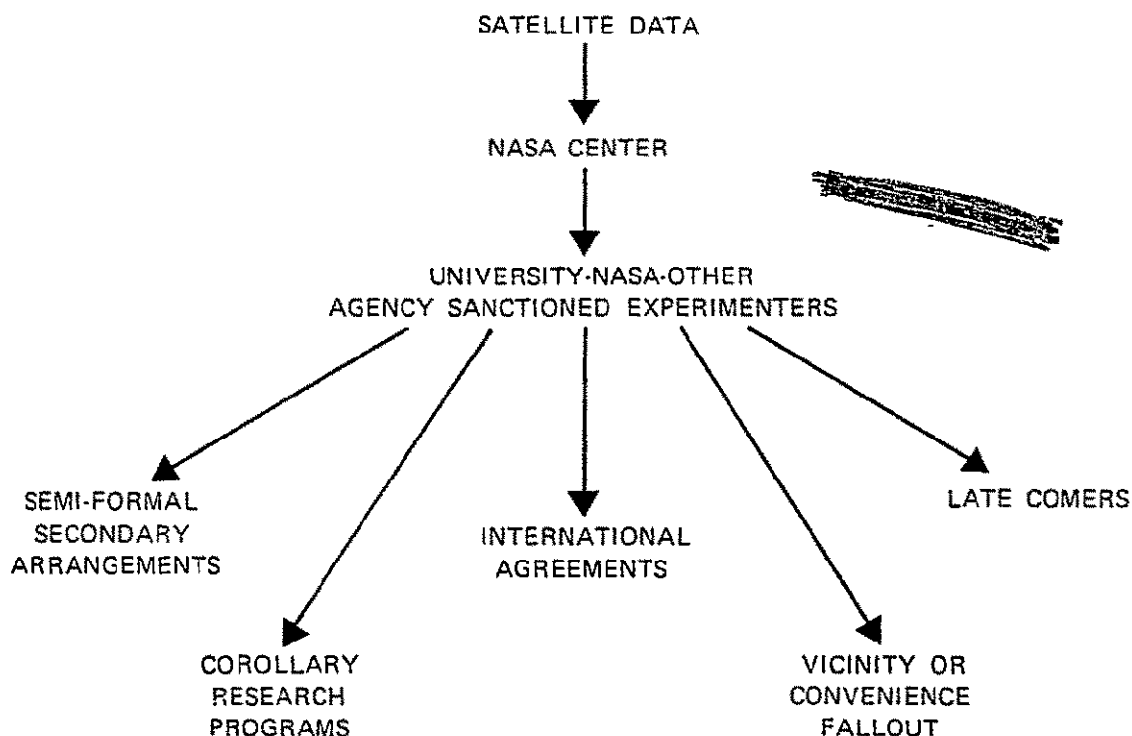 SATELLITE DATA
NASA CENTER
UNIVERSITY-NASA-OTHER
AGENCY SANCTIONED EXPERIMENTERS
SEMI-FORMAL
SECONDARY
ARRANGEMENTS
COROLLARY
RESEARCH
PROGRAMS
INTERNATIONAL
AGREEMENTS
VICINITY OR
CONVENIENCE
FALLOUT
LATE COMERS